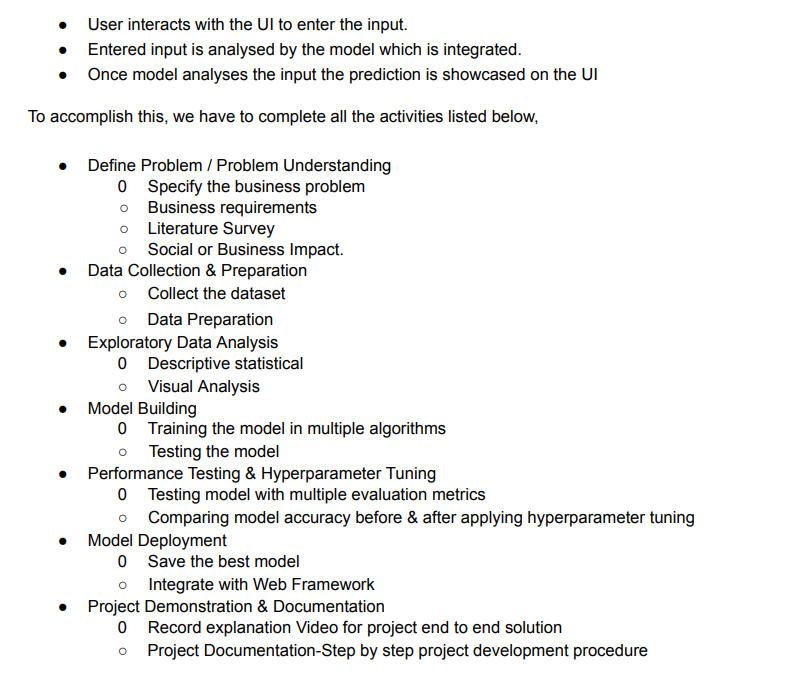 ● User interacts with the UI to enter the input.
● Entered input is analysed by the model which is integrated.
● Once model analyses the input the prediction is showcased on the UI
To accomplish this, we have to complete all the activities listed below,
● Define Problem / Problem Understanding
0 Specify the business problem
○ Business requirements
○ Literature Survey
○ Social or Business Impact.
● Data Collection & Preparation
○ Collect the dataset
○ Data Preparation
● Exploratory Data Analysis
0 Descriptive statistical
○ Visual Analysis
● Model Building
0 Training the model in multiple algorithms
○ Testing the model
● Performance Testing & Hyperparameter Tuning
0 Testing model with multiple evaluation metrics
○ Comparing model accuracy before & after applying hyperparameter tuning
● Model Deployment
0 Save the best model
○ Integrate with Web Framework
● Project Demonstration & Documentation
0 Record explanation Video for project end to end solution
○ Project Documentation-Step by step project development procedure